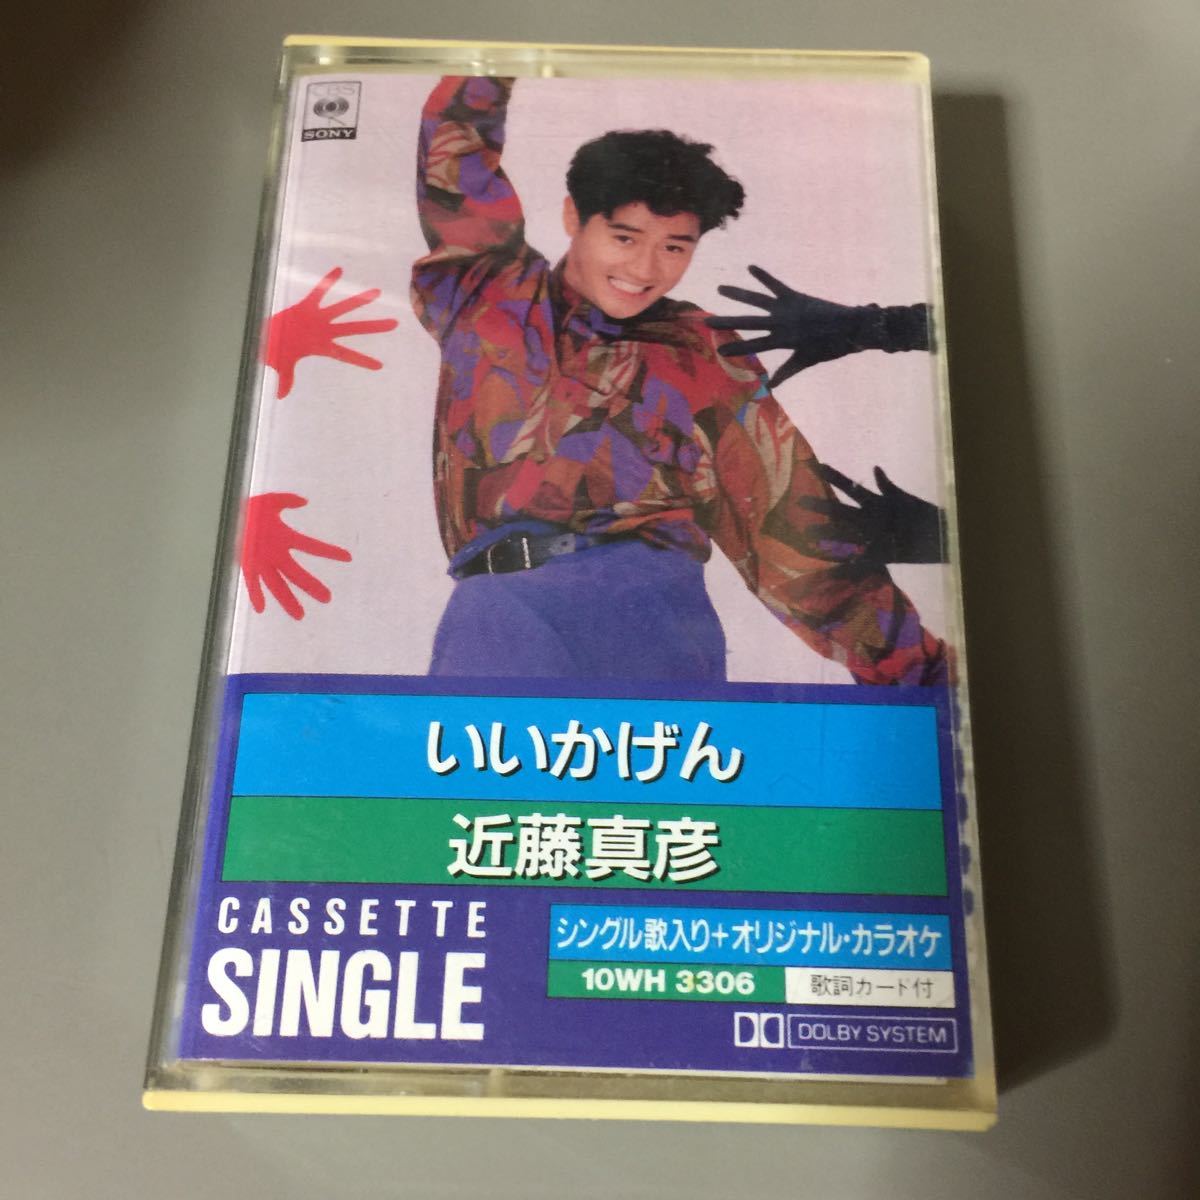 CBS
SONY
いいかげん
近藤真彦
CASSETTE
SINGLE
シングル歌入り+オリジナル・カラオケ
10WH 3306
歌詞カード付
DOLBY SYSTEM